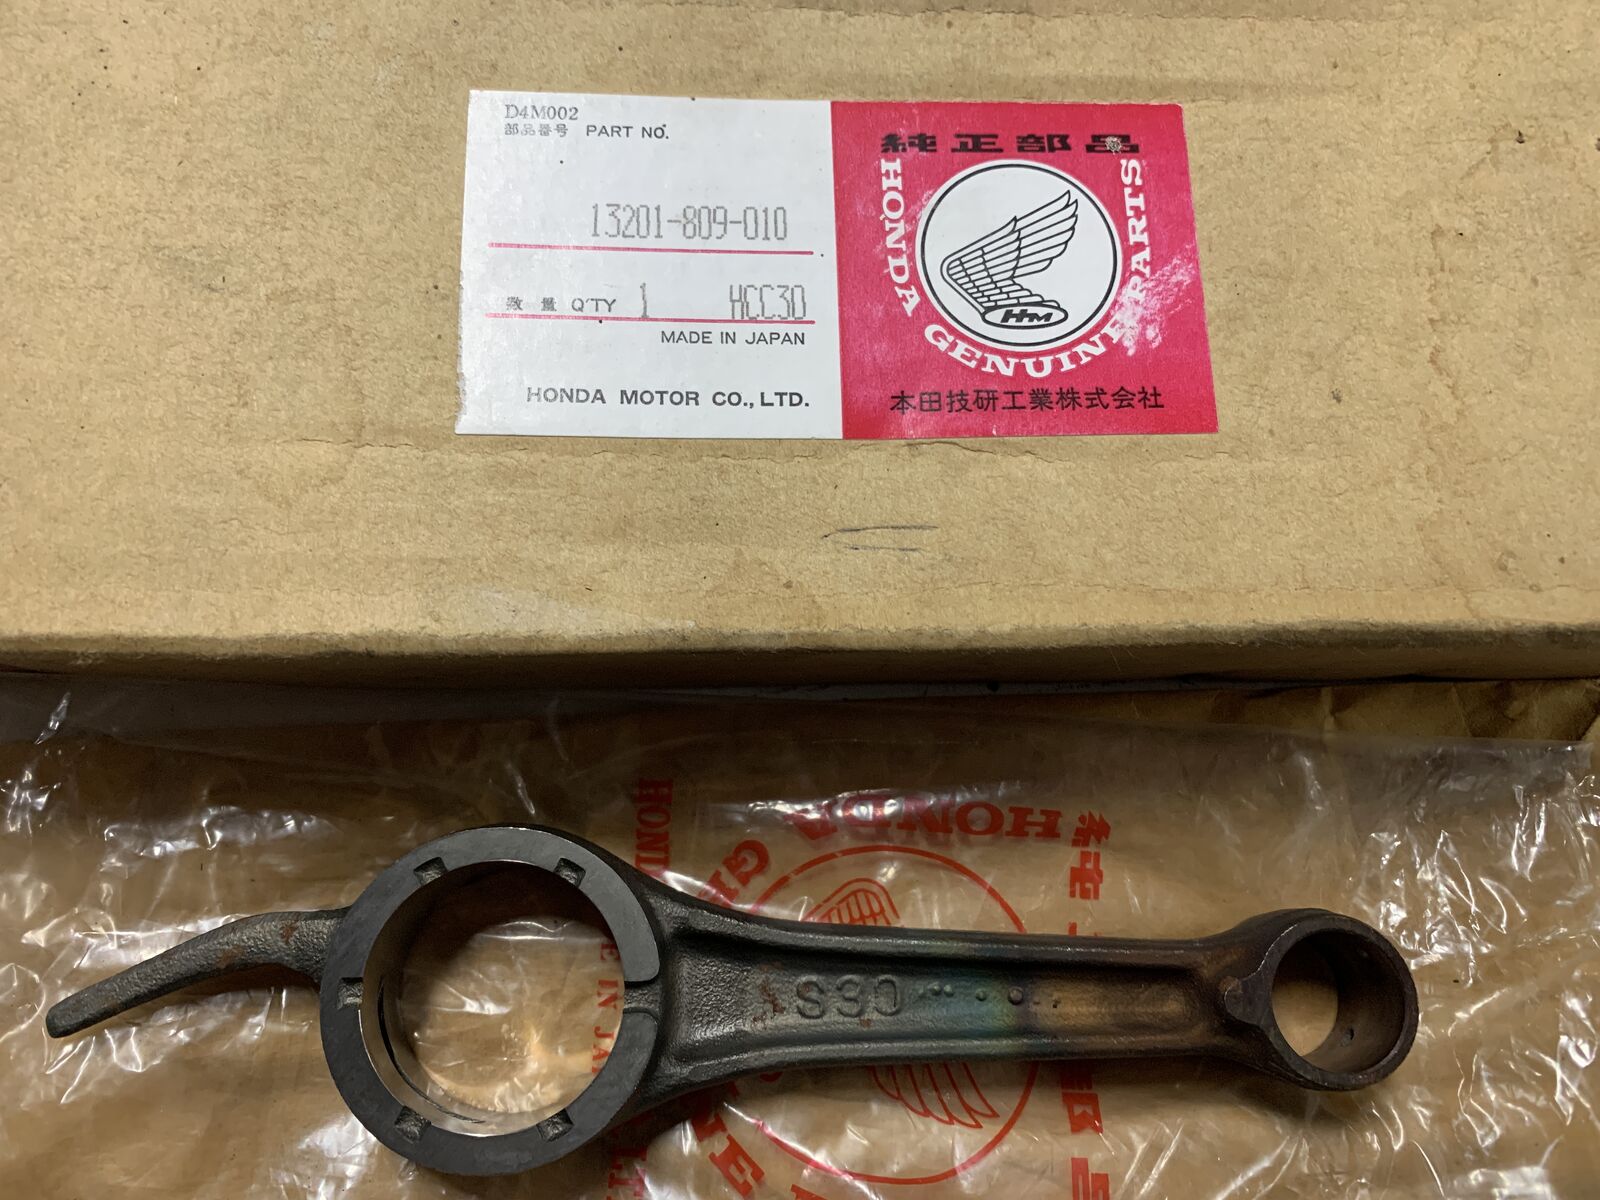 D4M002
部品番号 PART NO.
13201-809-010
数量 Q'TY 1 HCC30
MADE IN JAPAN
HONDA MOTOR CO., LTD.
純正部品
HONDA GENUINE PARTS
HM
本田技研工業株式会社
HONDA
HONDA